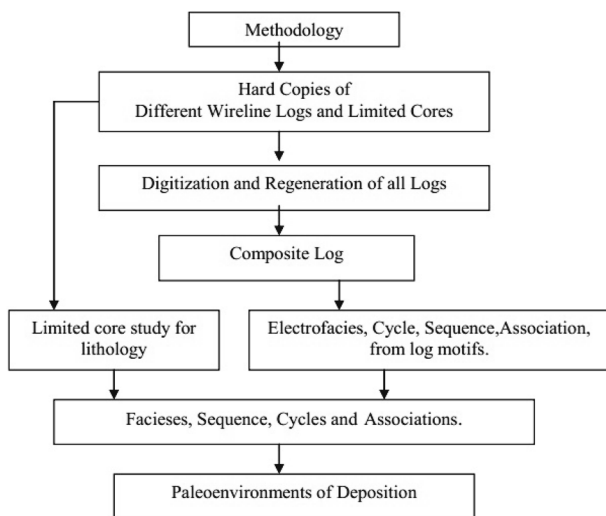 Methodology
Hard Copies of
Different Wireline Logs and Limited Cores
Digitization and Regeneration of all Logs
Composite Log
Limited core study for
lithology
Electrofacies, Cycle, Sequence,Association,
from log motifs.
Facieses, Sequence, Cycles and Associations.
Paleoenvironments of Deposition